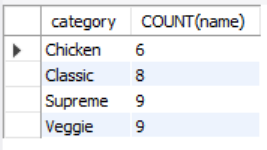 category COUNT(name)
Chicken 6
Classic 8
Supreme 9
Veggie 9